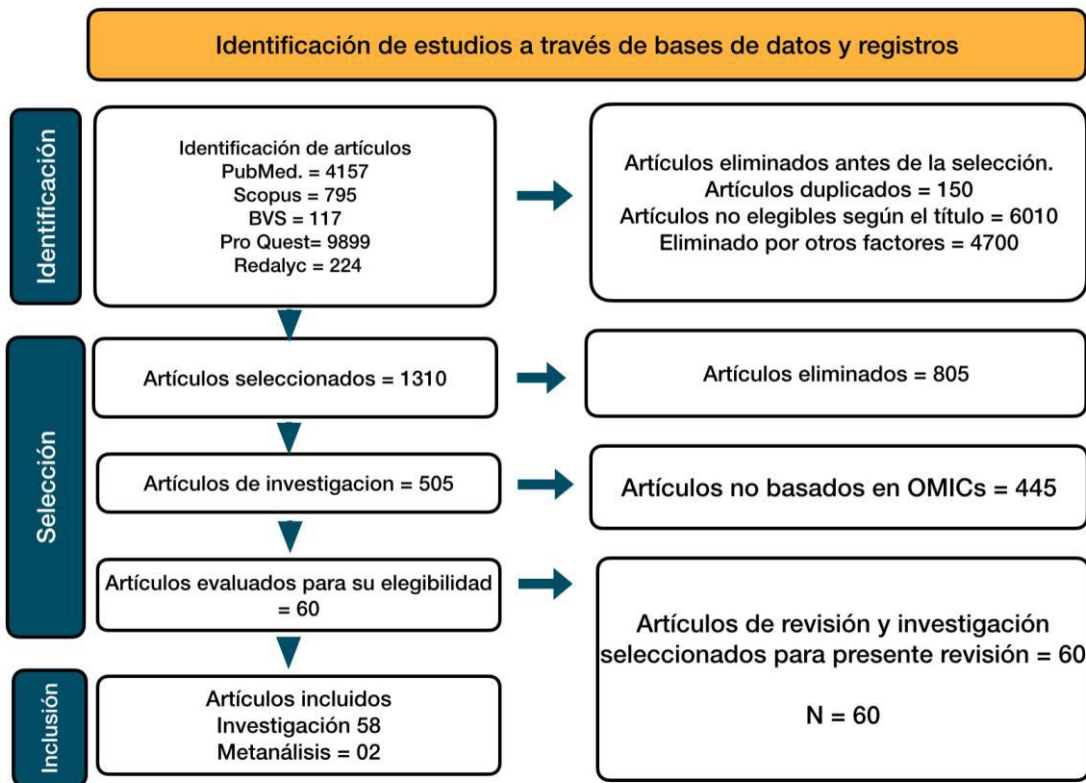 Identificación de estudios a través de bases de datos y registros
Identificación
Identificación de artículos
PubMed. = 4157
Scopus = 795
BVS = 117
Pro Quest= 9899
Redalyc = 224
Artículos eliminados antes de la selección.
Artículos duplicados = 150
Artículos no elegibles según el título = 6010
Eliminado por otros factores = 4700
Selección
Artículos seleccionados = 1310
Artículos eliminados = 805
Artículos de investigacion = 505
Artículos no basados en OMICs = 445
Artículos evaluados para su elegibilidad
= 60
Artículos de revisión y investigación
seleccionados para presente revisión = 60
N = 60
Inclusión
Artículos incluidos
Investigación 58
Metanálisis = 02